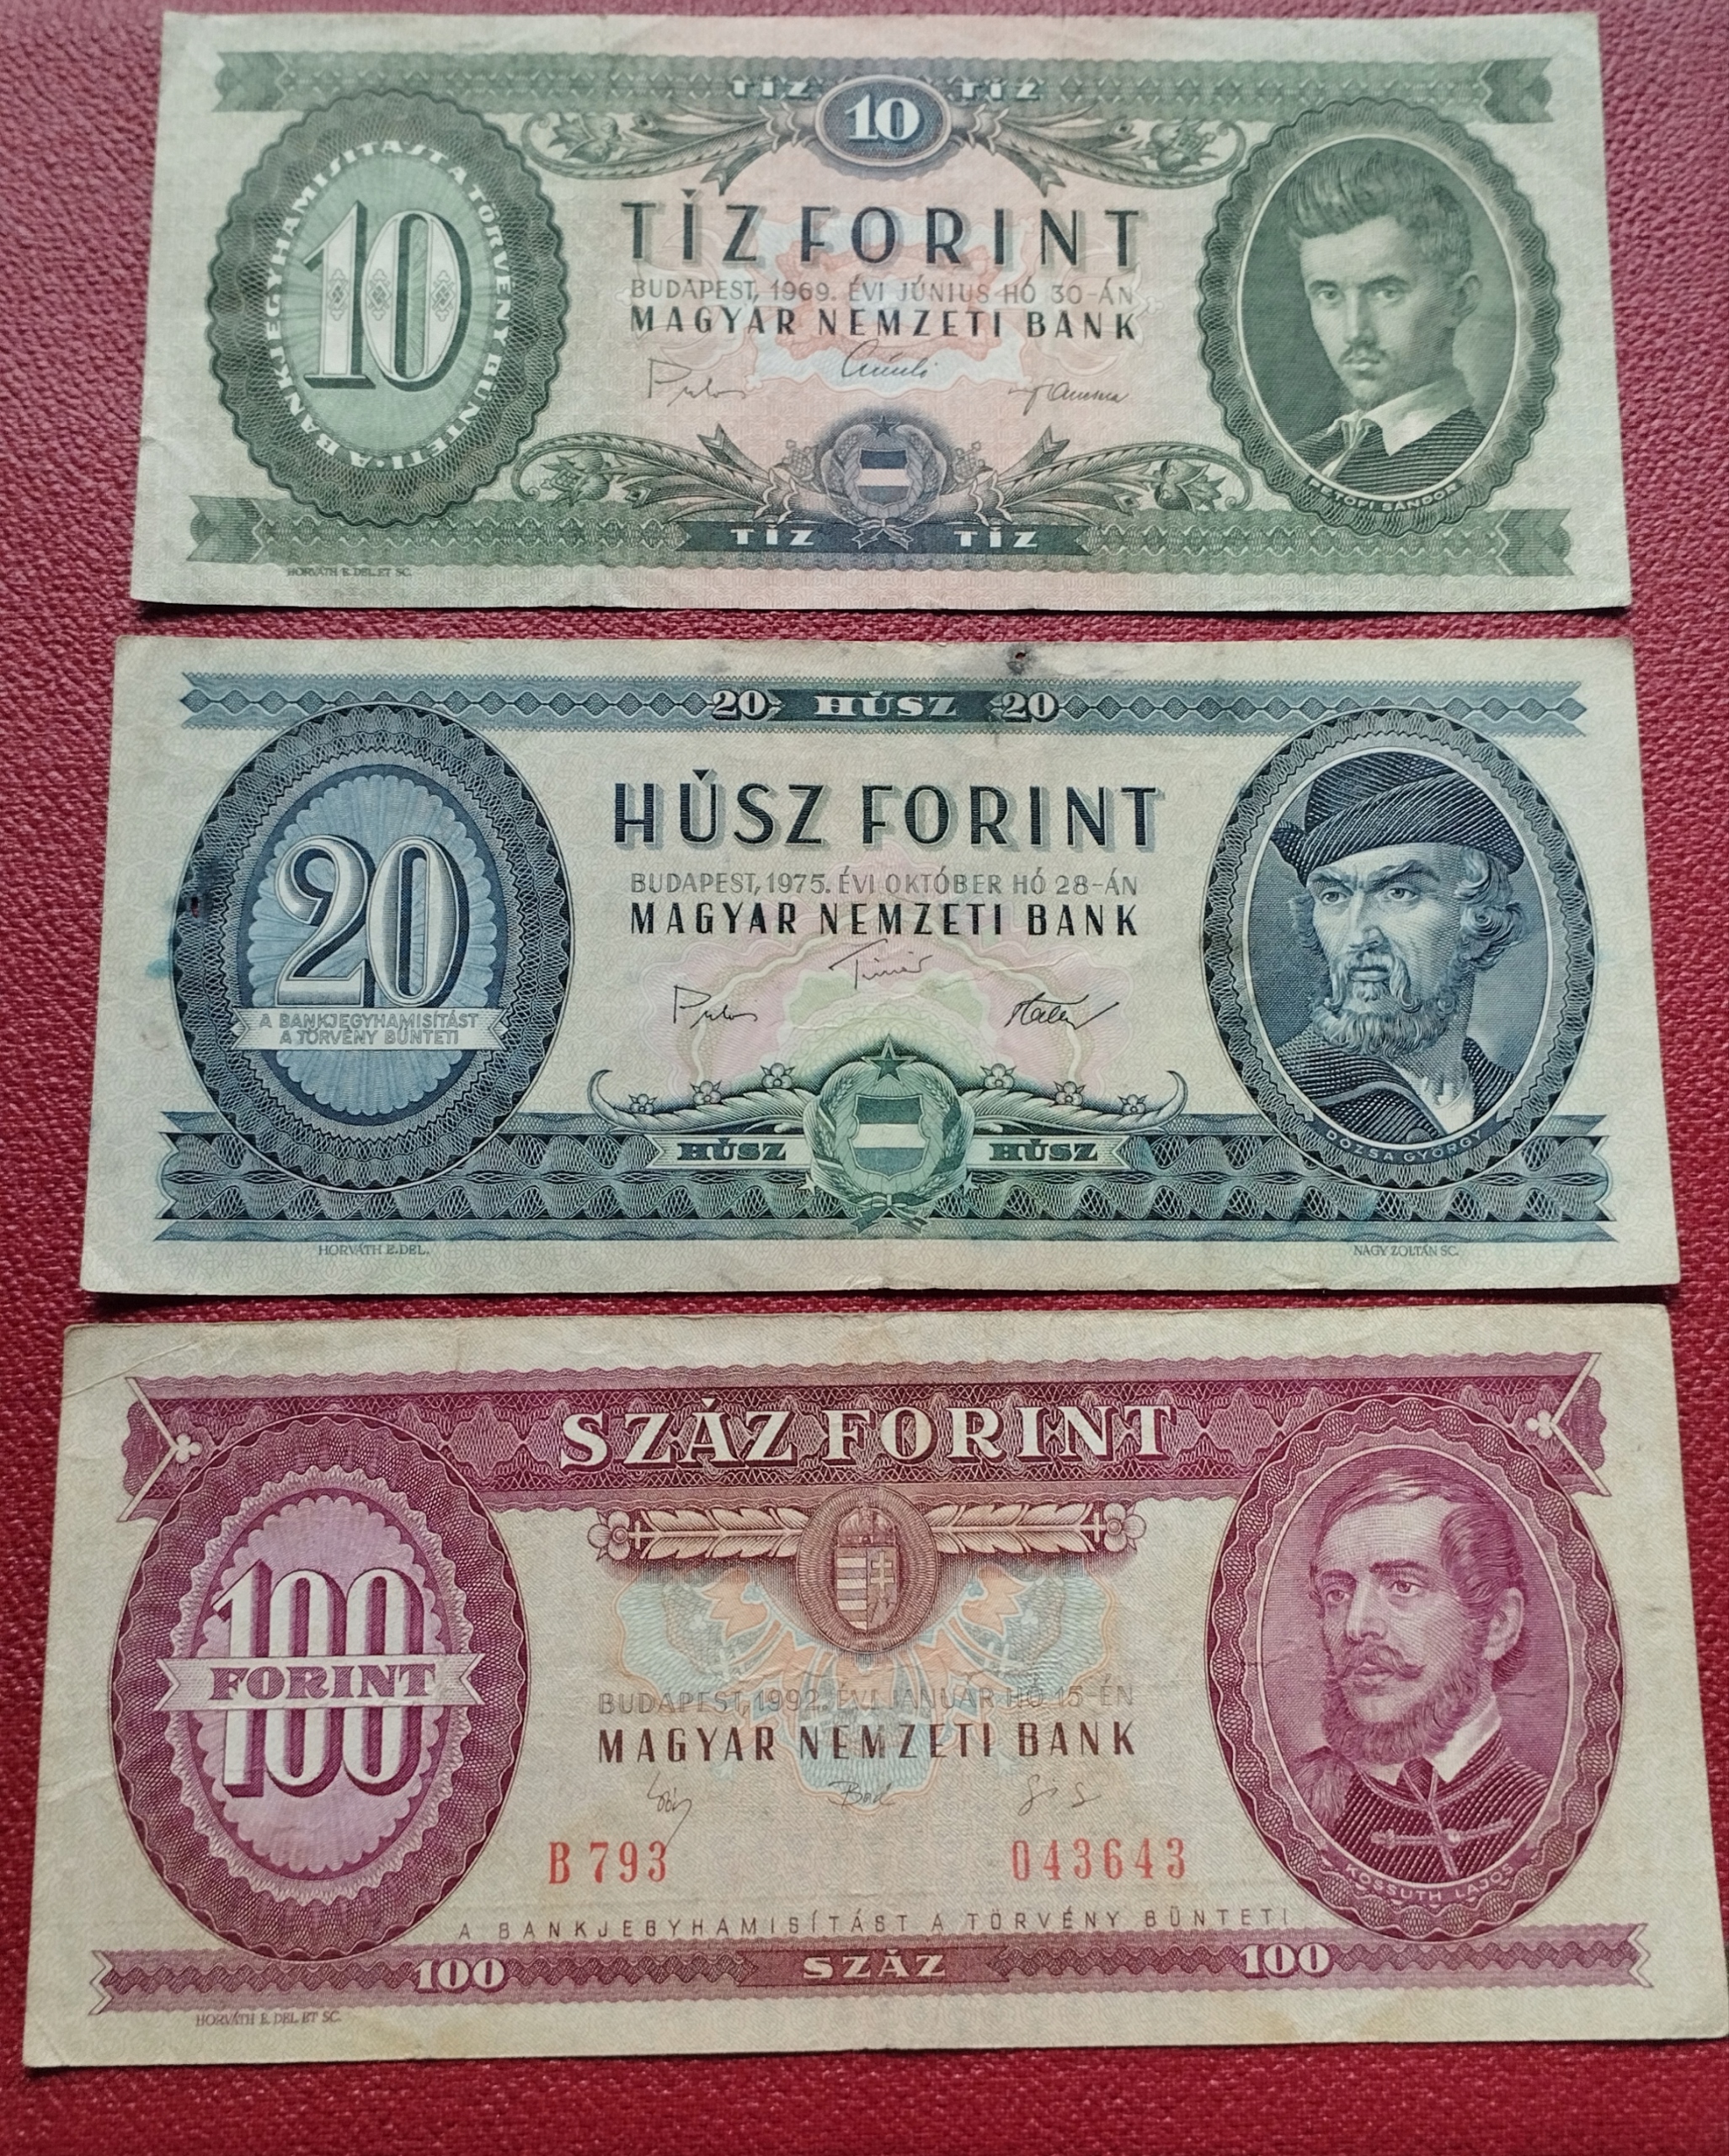 TÍZ 10 TÍZ
A BANKJEGYHAMISITÁST A TÖRVÉNY BÜNTETI
10
TÍZ FORINT
BUDAPEST, 1969. ÉVI JÚNIUS HÓ 30-ÁN
MAGYAR NEMZETI BANK
PETŐFI SÁNDOR
TÍZ TÍZ
HORVÁTH E. DEL. ET SC.
20 HÚSZ 20
HÚSZ FORINT
BUDAPEST, 1975. ÉVI OKTÓBER HÓ 28-ÁN
MAGYAR NEMZETI BANK
20
A BANKJEGYHAMISÍTÁST
A TÖRVÉNY BÜNTETI
DÓZSA GYÖRGY
HÚSZ HÚSZ
HORVÁTH E. DEL.
NAGY ZOLTÁN SC.
SZÁZ FORINT
100
FORINT
100
BUDAPEST, 1992. ÉVI JANUÁR HÓ 15-ÉN
MAGYAR NEMZETI BANK
B 793 043643
KOSSUTH LAJOS
A BANKJEGYHAMISÍTÁST A TÖRVÉNY BÜNTETI
100 SZÁZ 100
HORVÁTH E. DEL. ET SC.